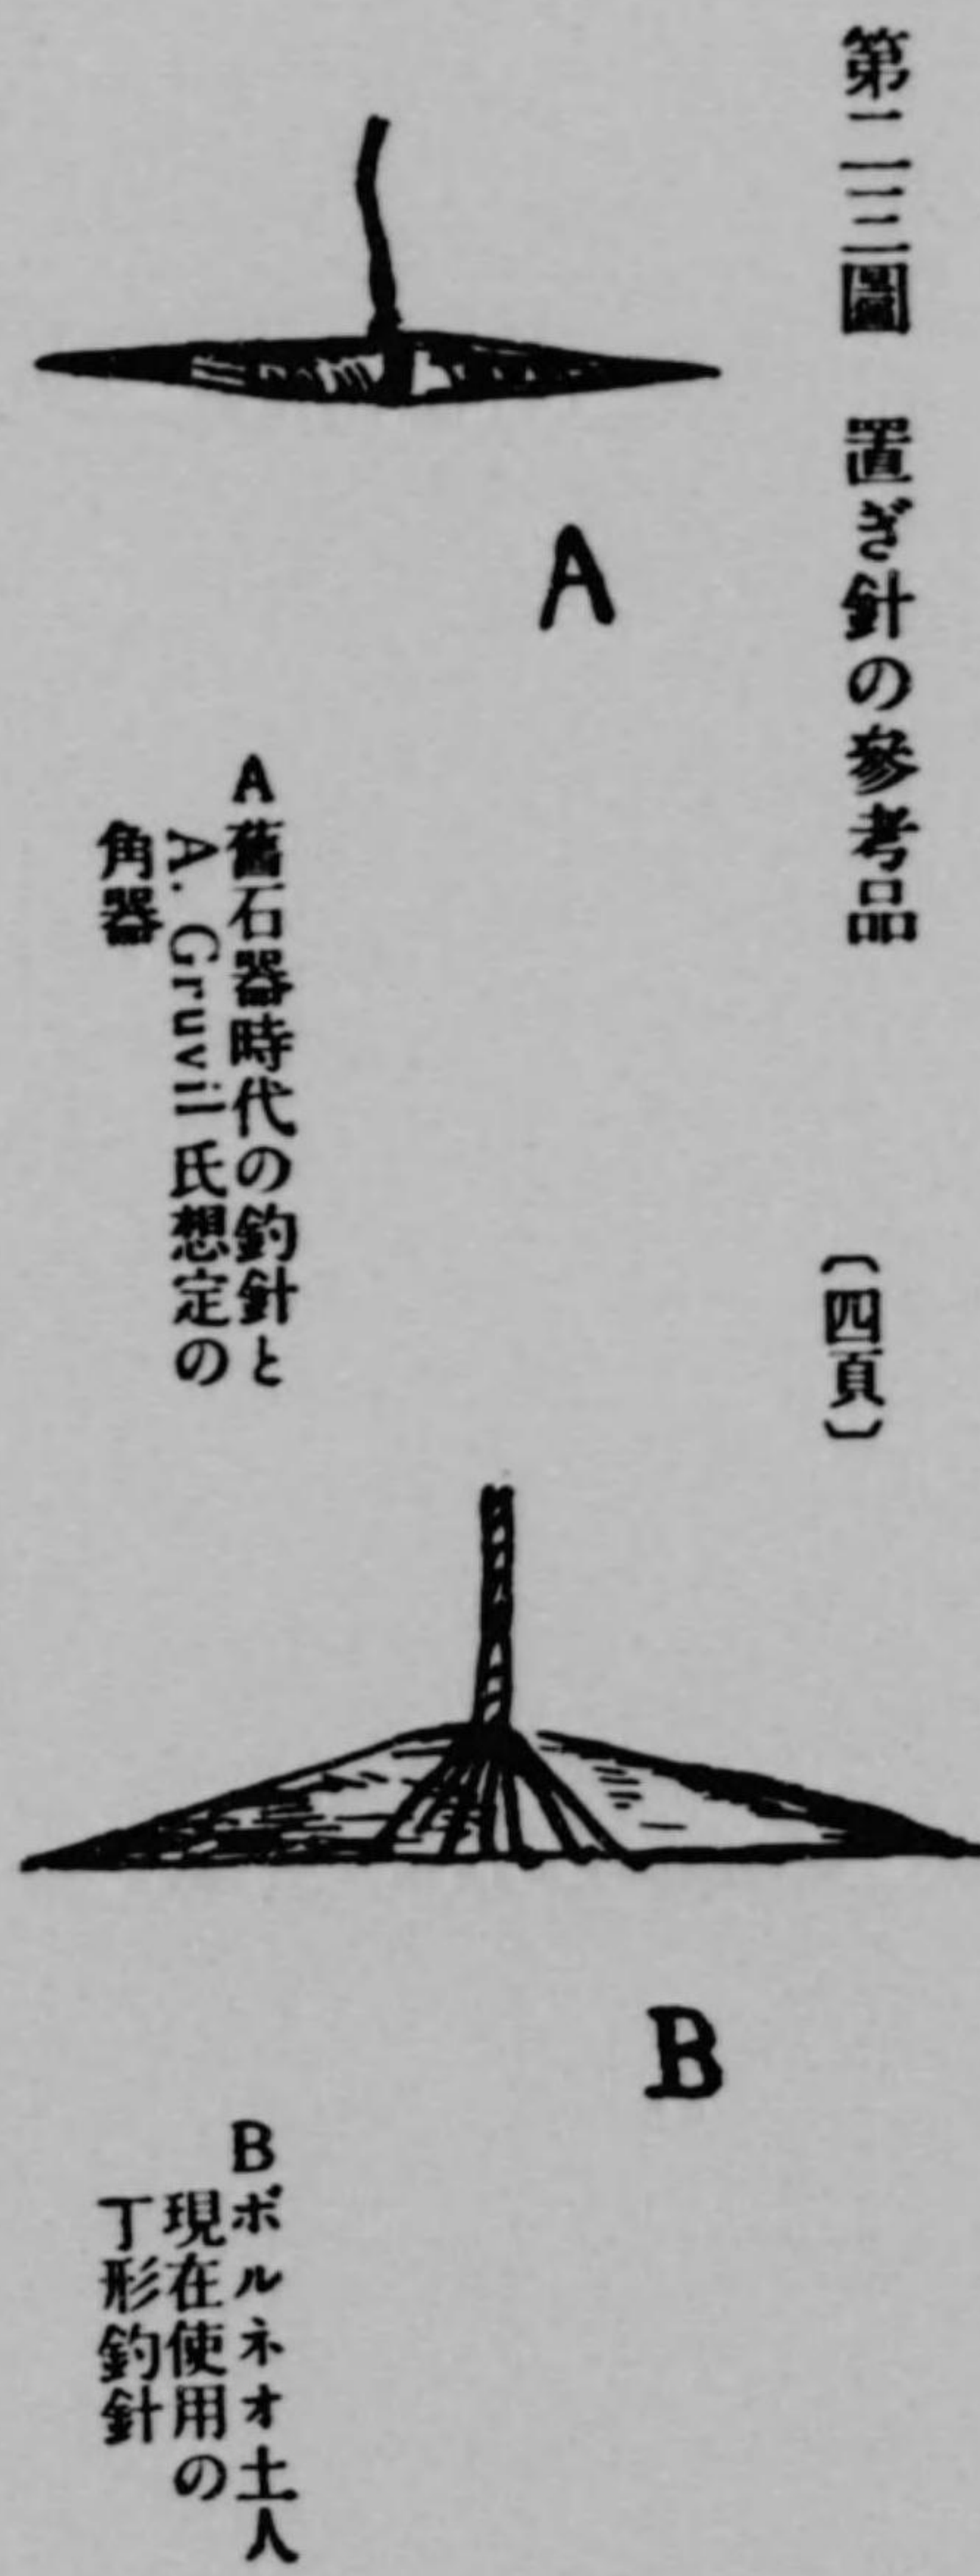 第二三圖 置ぎ針の參考品 〔四頁〕
A
A舊石器時代の釣針と
A. Gruvil氏想定の
角器
B
Bボルネオ土人
現在使用の
丁形釣針